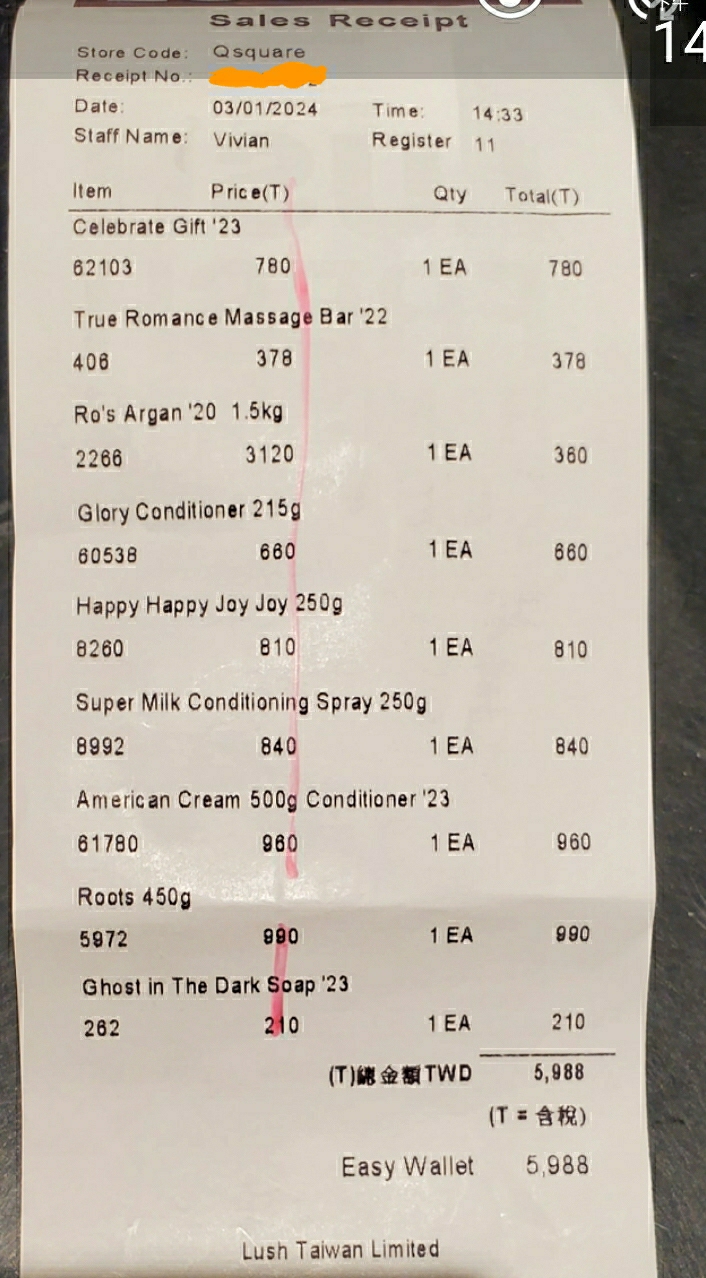 Sales Receipt
Store Code: Qsquare
Receipt No.:
Date: 03/01/2024 Time: 14:33
Staff Name: Vivian Register 11
Item Price(T) Qty Total(T)
Celebrate Gift '23
62103 780 1 EA 780
True Romance Massage Bar '22
406 378 1 EA 378
Ro's Argan '20 1.5kg
2266 3120 1 EA 360
Glory Conditioner 215g
60538 660 1 EA 660
Happy Happy Joy Joy 250g
8260 810 1 EA 810
Super Milk Conditioning Spray 250g
8992 840 1 EA 840
American Cream 500g Conditioner '23
61780 960 1 EA 960
Roots 450g
5972 990 1 EA 990
Ghost in The Dark Soap '23
262 210 1 EA 210
(T)總金額TWD 5,988
(T = 含稅)
Easy Wallet 5,988
Lush Taiwan Limited
14